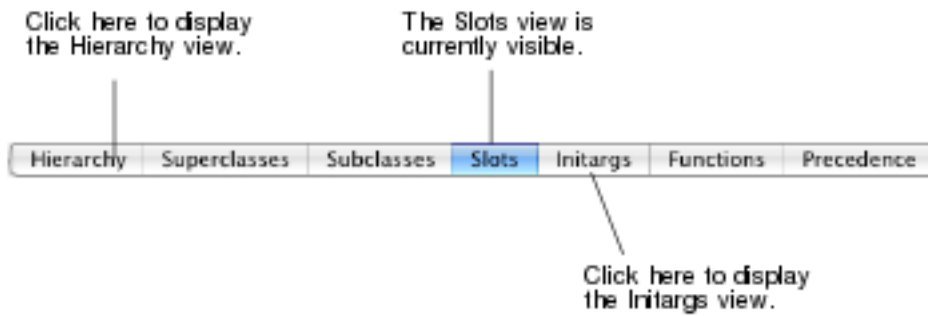 Click here to display
the Hierarchy view.
The Slots view is
currently visible.
Hierarchy Superclasses Subclasses Slots Initargs Functions Precedence
Click here to display
the Initargs view.